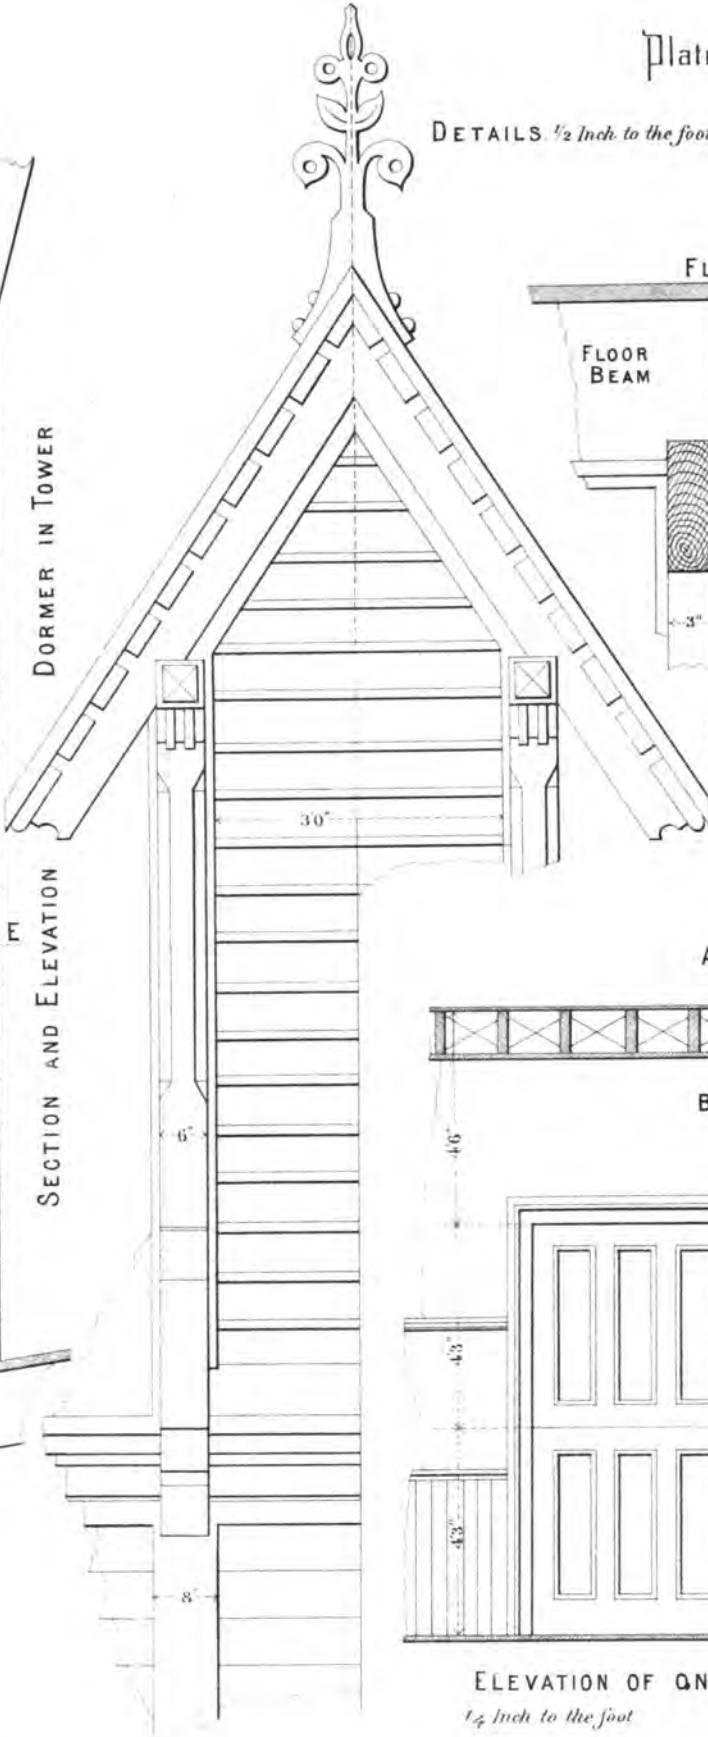 Plat
DETAILS ½ Inch to the foot
FL
FLOOR
BEAM
3"
DORMER IN TOWER
3'0"
E
SECTION AND ELEVATION
A
B
6"
4'6"
4'3"
4'3"
8"
ELEVATION OF ON
¼ Inch to the foot